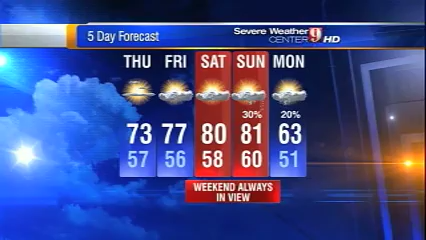 5 Day Forecast
Severe Weather
CENTER 9 HD
THU FRI SAT SUN MON
30% 20%
73 77 80 81 63
57 56 58 60 51
WEEKEND ALWAYS
IN VIEW